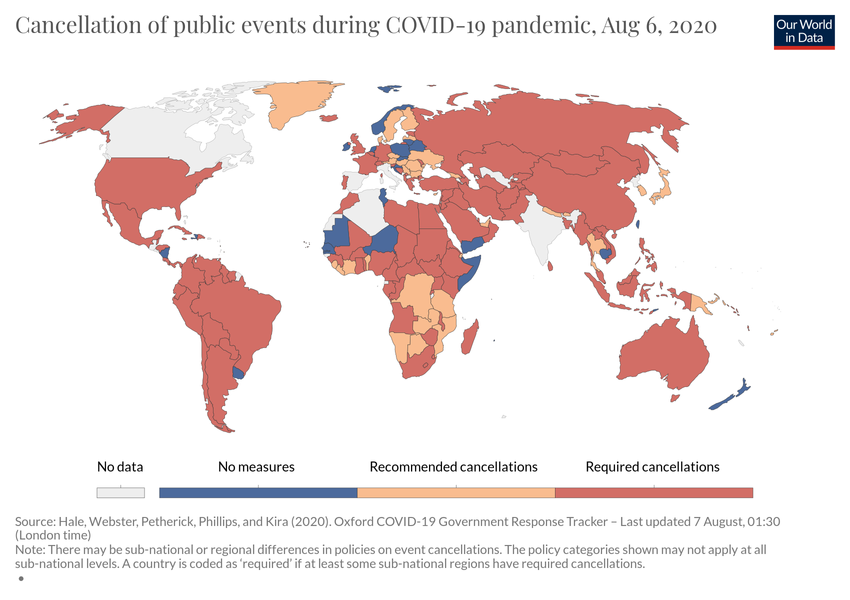 Cancellation of public events during COVID-19 pandemic, Aug 6, 2020
Our World
in Data
No data
No measures
Recommended cancellations
Required cancellations
Source: Hale, Webster, Petherick, Phillips, and Kira (2020). Oxford COVID-19 Government Response Tracker – Last updated 7 August, 01:30
(London time)
Note: There may be sub-national or regional differences in policies on event cancellations. The policy categories shown may not apply at all
sub-national levels. A country is coded as 'required' if at least some sub-national regions have required cancellations.